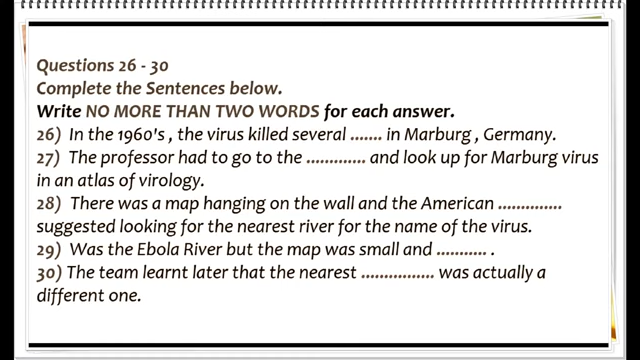 Questions 26 - 30
Complete the Sentences below.
Write NO MORE THAN TWO WORDS for each answer.
26) In the 1960's , the virus killed several ....... in Marburg , Germany.
27) The professor had to go to the ............. and look up for Marburg virus
in an atlas of virology.
28) There was a map hanging on the wall and the American ..............
suggested looking for the nearest river for the name of the virus.
29) Was the Ebola River but the map was small and ........... .
30) The team learnt later that the nearest ................ was actually a
different one.